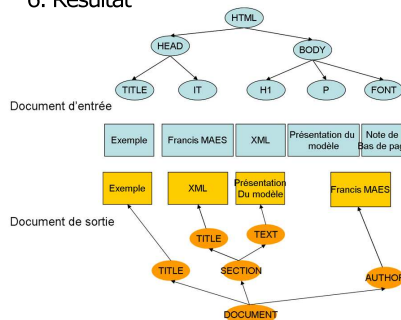 6. Résultat
HTML
HEAD
BODY
TITLE IT H1 P FONT
Document d'entrée
Exemple Francis MAES XML Présentation du modèle Note de Bas de pag
Exemple XML Présentation Du modèle Francis MAES
Document de sortie
TITLE TEXT
TITLE SECTION AUTHOR
DOCUMENT